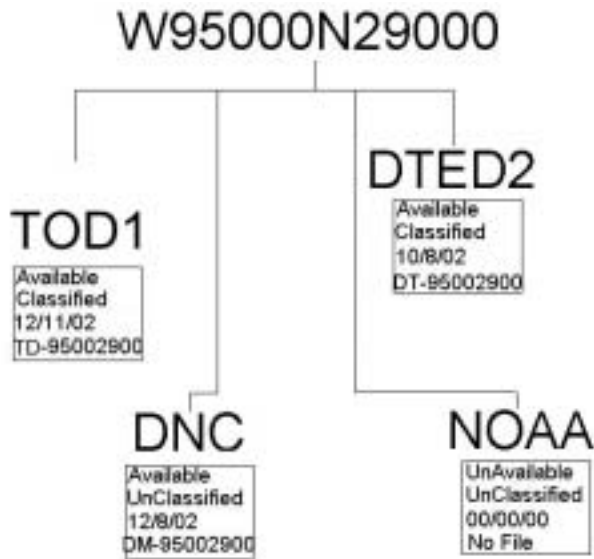 W95000N29000
DTED2
Available
Classified
10/8/02
DT-95002900
TOD1
Available
Classified
12/11/02
TD-95002900
DNC
Available
UnClassified
12/8/02
DM-95002900
NOAA
UnAvailable
UnClassified
00/00/00
No File